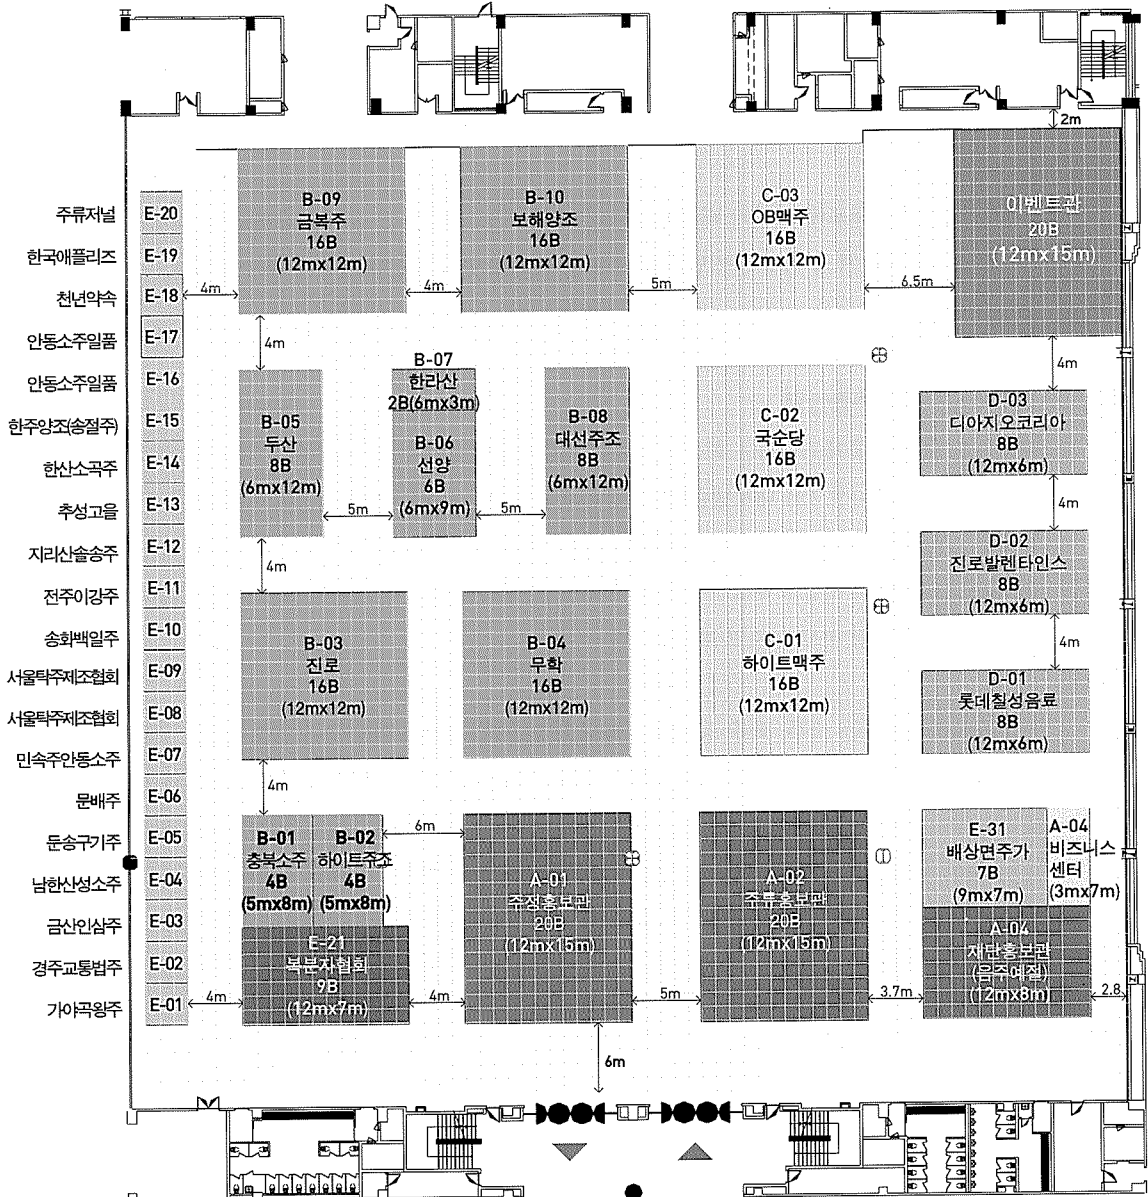 2m
B-09
금복주
16B
(12mx12m)
B-10
보해양조
16B
(12mx12m)
C-03
OB맥주
16B
(12mx12m)
이벤트관
20B
(12mx15m)
주류저널 E-20
한국애플리즈 E-19
천년약속 E-18
4m
4m
5m
6.5m
안동소주일품 E-17
4m
4m
안동소주일품 E-16
한주양조(송절주) E-15
한산소곡주 E-14
추성고을 E-13
지리산솔송주 E-12
전주이강주 E-11
송화백일주 E-10
서울탁주제조협회 E-09
서울탁주제조협회 E-08
민속주안동소주 E-07
문배주 E-06
둔송구기주 E-05
남한산성소주 E-04
금산인삼주 E-03
경주교통법주 E-02
가야곡왕주 E-01
B-05
두산
8B
(6mx12m)
B-07
한라산
2B(6mx3m)
B-06
선양
6B
(6mx9m)
B-08
대선주조
8B
(6mx12m)
C-02
국순당
16B
(12mx12m)
D-03
디아지오코리아
8B
(12mx6m)
5m
5m
4m
4m
D-02
진로발렌타인스
8B
(12mx6m)
B-03
진로
16B
(12mx12m)
B-04
무학
16B
(12mx12m)
C-01
하이트맥주
16B
(12mx12m)
4m
D-01
롯데칠성음료
8B
(12mx6m)
4m
B-01
충북소주
4B
(5mx8m)
B-02
하이트주조
4B
(5mx8m)
6m
A-01
주정홍보관
20B
(12mx15m)
A-02
주류홍보관
20B
(12mx15m)
E-31
배상면주가
7B
(9mx7m)
A-04
비즈니스
센터
(3mx7m)
E-21
복분자협회
9B
(12mx7m)
A-04
재단홍보관
(음주예절)
(12mx8m)
4m
4m
5m
3.7m
2.8
6m